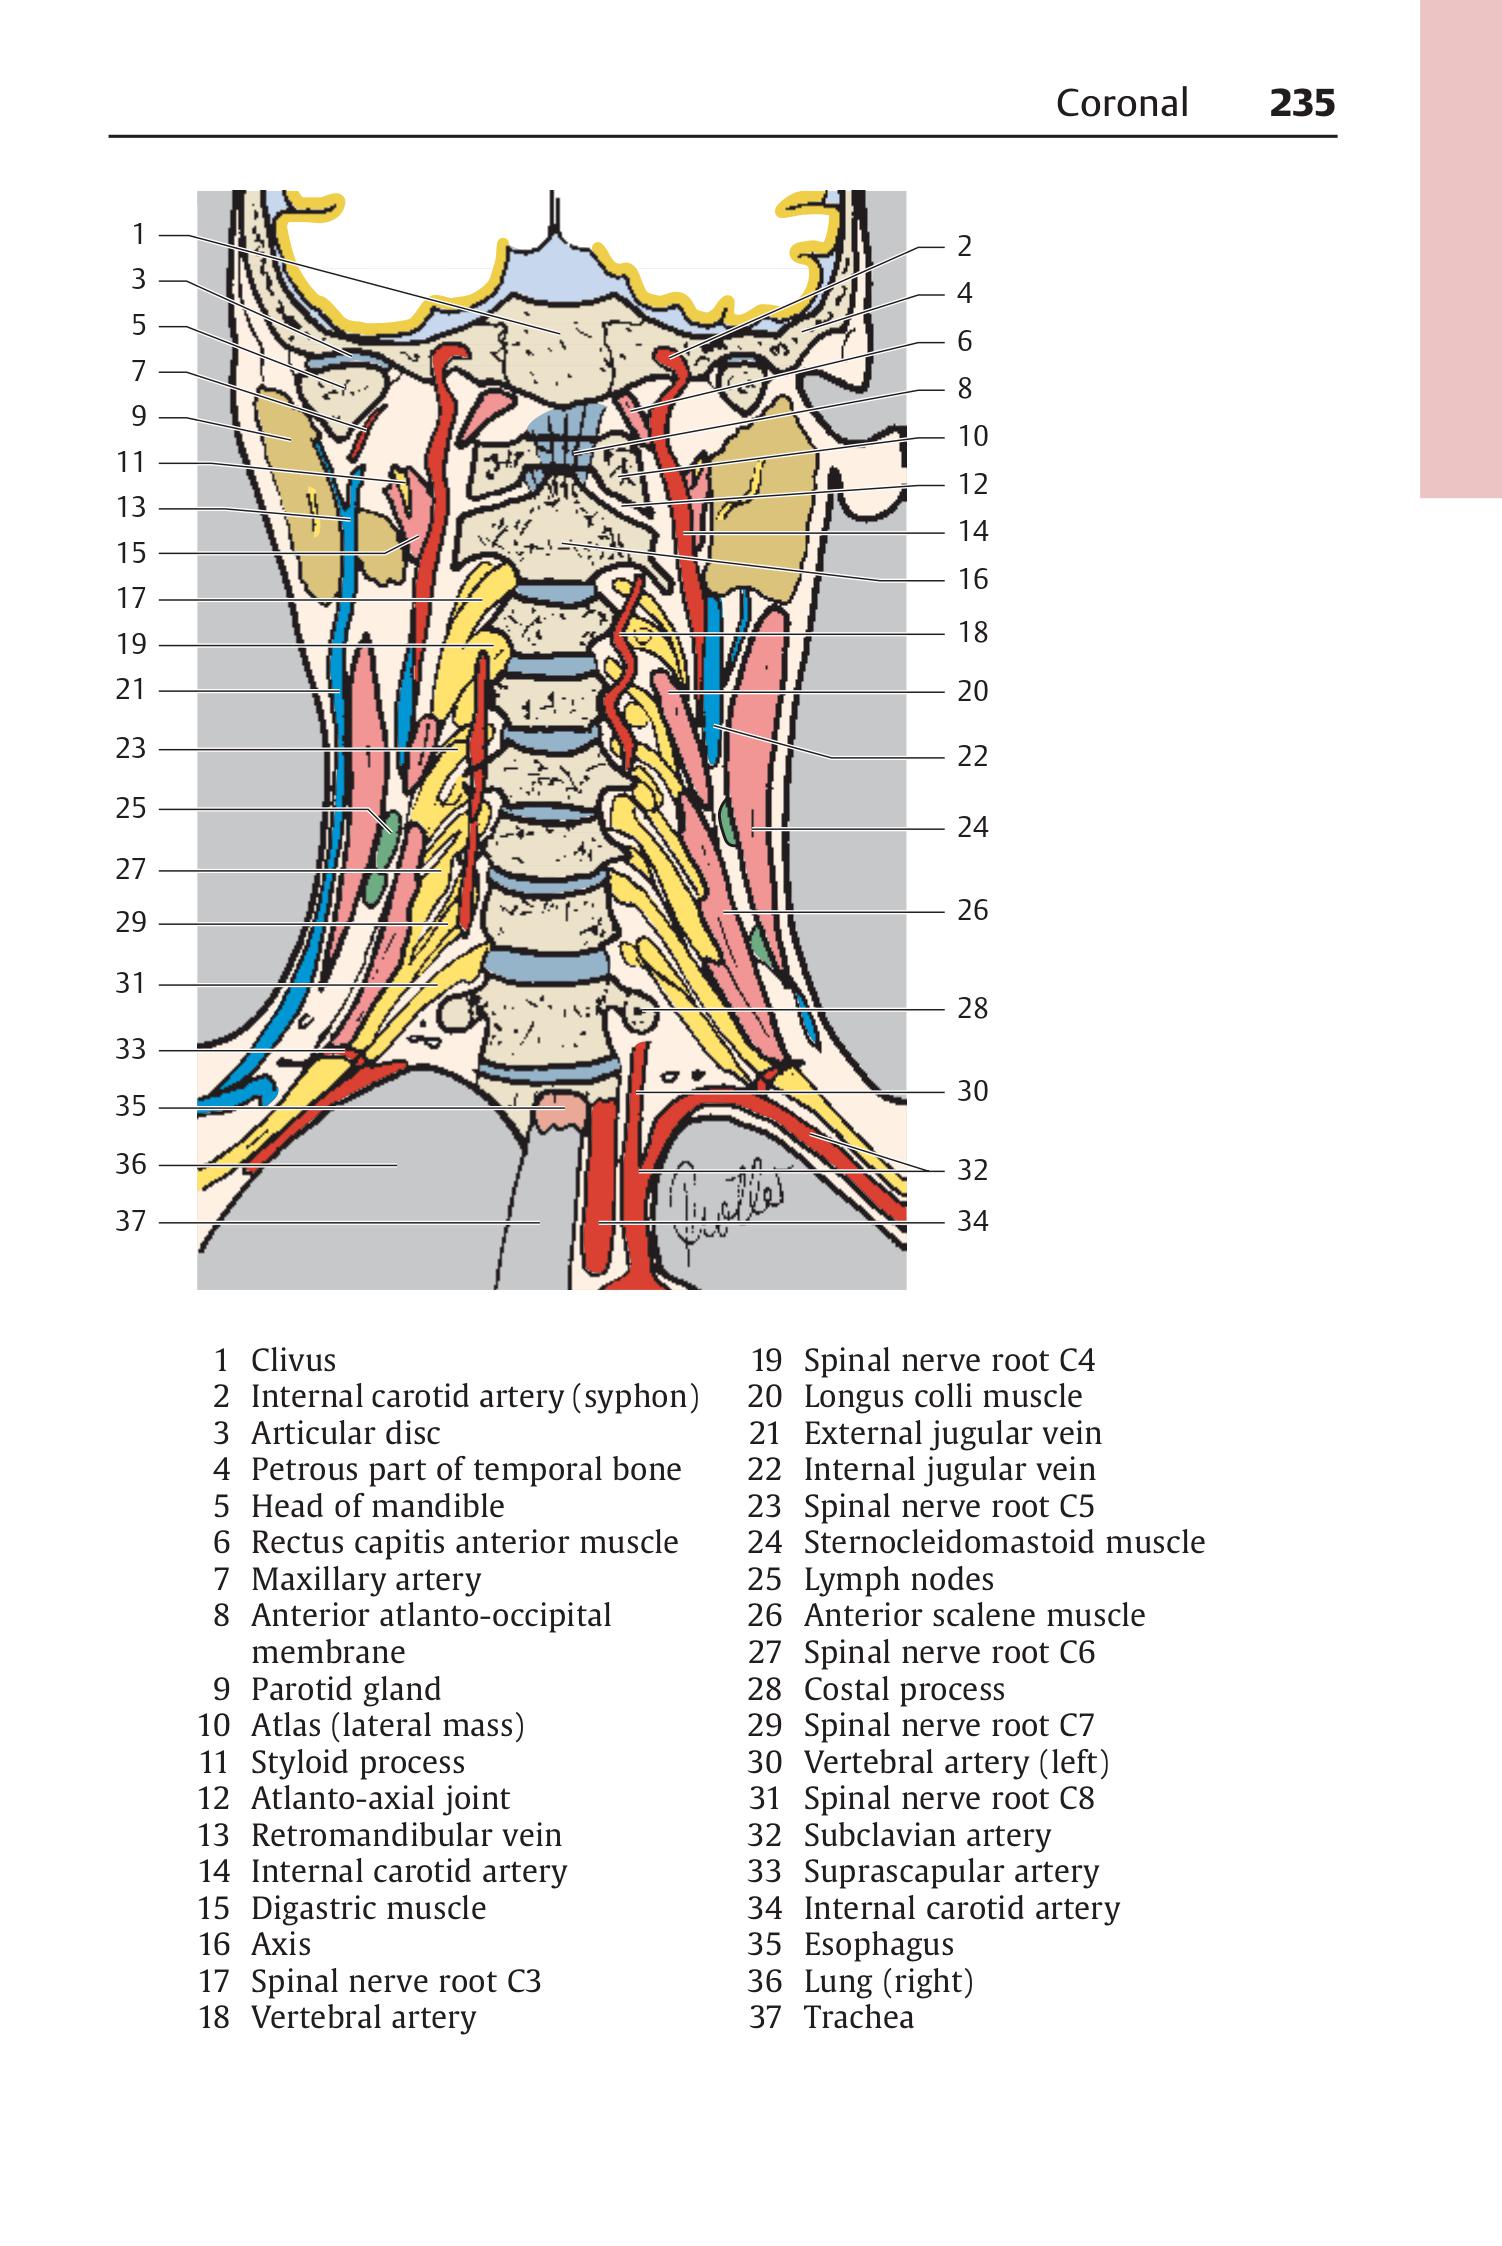 Coronal 235
1
2
3
4
5
6
7
8
9
10
11
12
13
14
15
16
17
18
19
20
21
22
23
24
25
26
27
28
29
30
31
32
33
34
35
36
37
1 Clivus
2 Internal carotid artery (syphon)
3 Articular disc
4 Petrous part of temporal bone
5 Head of mandible
6 Rectus capitis anterior muscle
7 Maxillary artery
8 Anterior atlanto-occipital
membrane
9 Parotid gland
10 Atlas (lateral mass)
11 Styloid process
12 Atlanto-axial joint
13 Retromandibular vein
14 Internal carotid artery
15 Digastric muscle
16 Axis
17 Spinal nerve root C3
18 Vertebral artery
19 Spinal nerve root C4
20 Longus colli muscle
21 External jugular vein
22 Internal jugular vein
23 Spinal nerve root C5
24 Sternocleidomastoid muscle
25 Lymph nodes
26 Anterior scalene muscle
27 Spinal nerve root C6
28 Costal process
29 Spinal nerve root C7
30 Vertebral artery (left)
31 Spinal nerve root C8
32 Subclavian artery
33 Suprascapular artery
34 Internal carotid artery
35 Esophagus
36 Lung (right)
37 Trachea